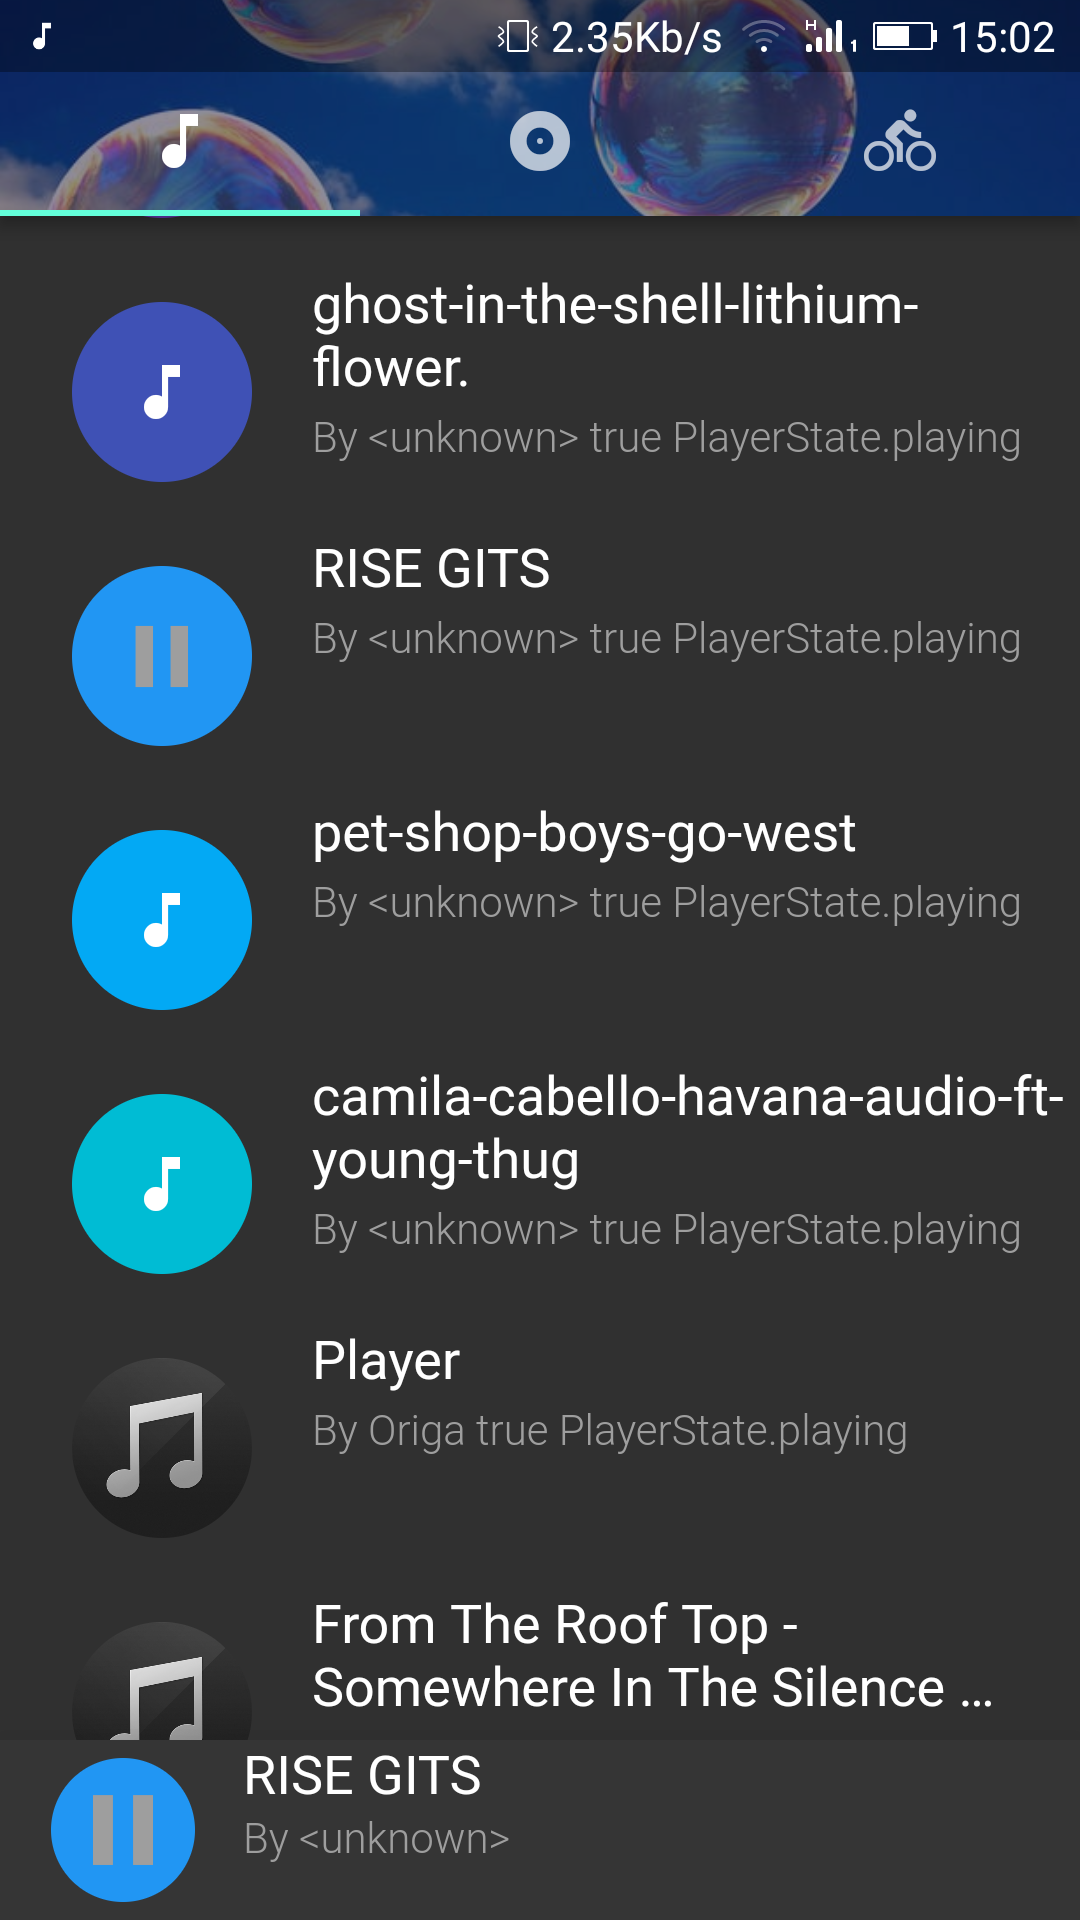 2.35Kb/s H 1 15:02
ghost-in-the-shell-lithium-
flower.
By <unknown> true PlayerState.playing
RISE GITS
By <unknown> true PlayerState.playing
pet-shop-boys-go-west
By <unknown> true PlayerState.playing
camila-cabello-havana-audio-ft-
young-thug
By <unknown> true PlayerState.playing
Player
By Origa true PlayerState.playing
From The Roof Top -
Somewhere In The Silence ...
RISE GITS
By <unknown>